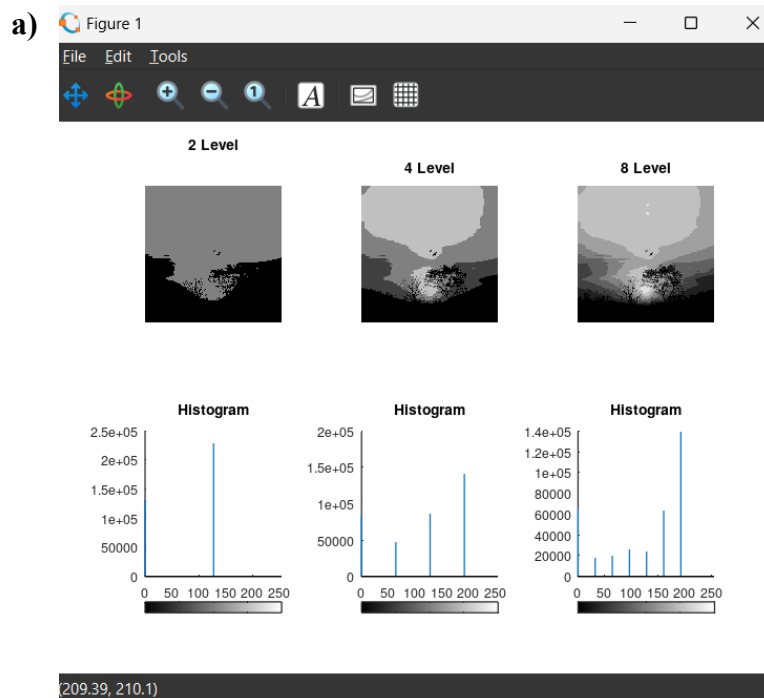 a)
Figure 1
File Edit Tools
A
2 Level
4 Level
8 Level
Histogram
2.5e+05
2e+05
1.5e+05
1e+05
50000
0
0 50 100 150 200 250
Histogram
2e+05
1.5e+05
1e+05
50000
0
0 50 100 150 200 250
Histogram
1.4e+05
1.2e+05
1e+05
80000
60000
40000
20000
0
0 50 100 150 200 250
(209.39, 210.1)